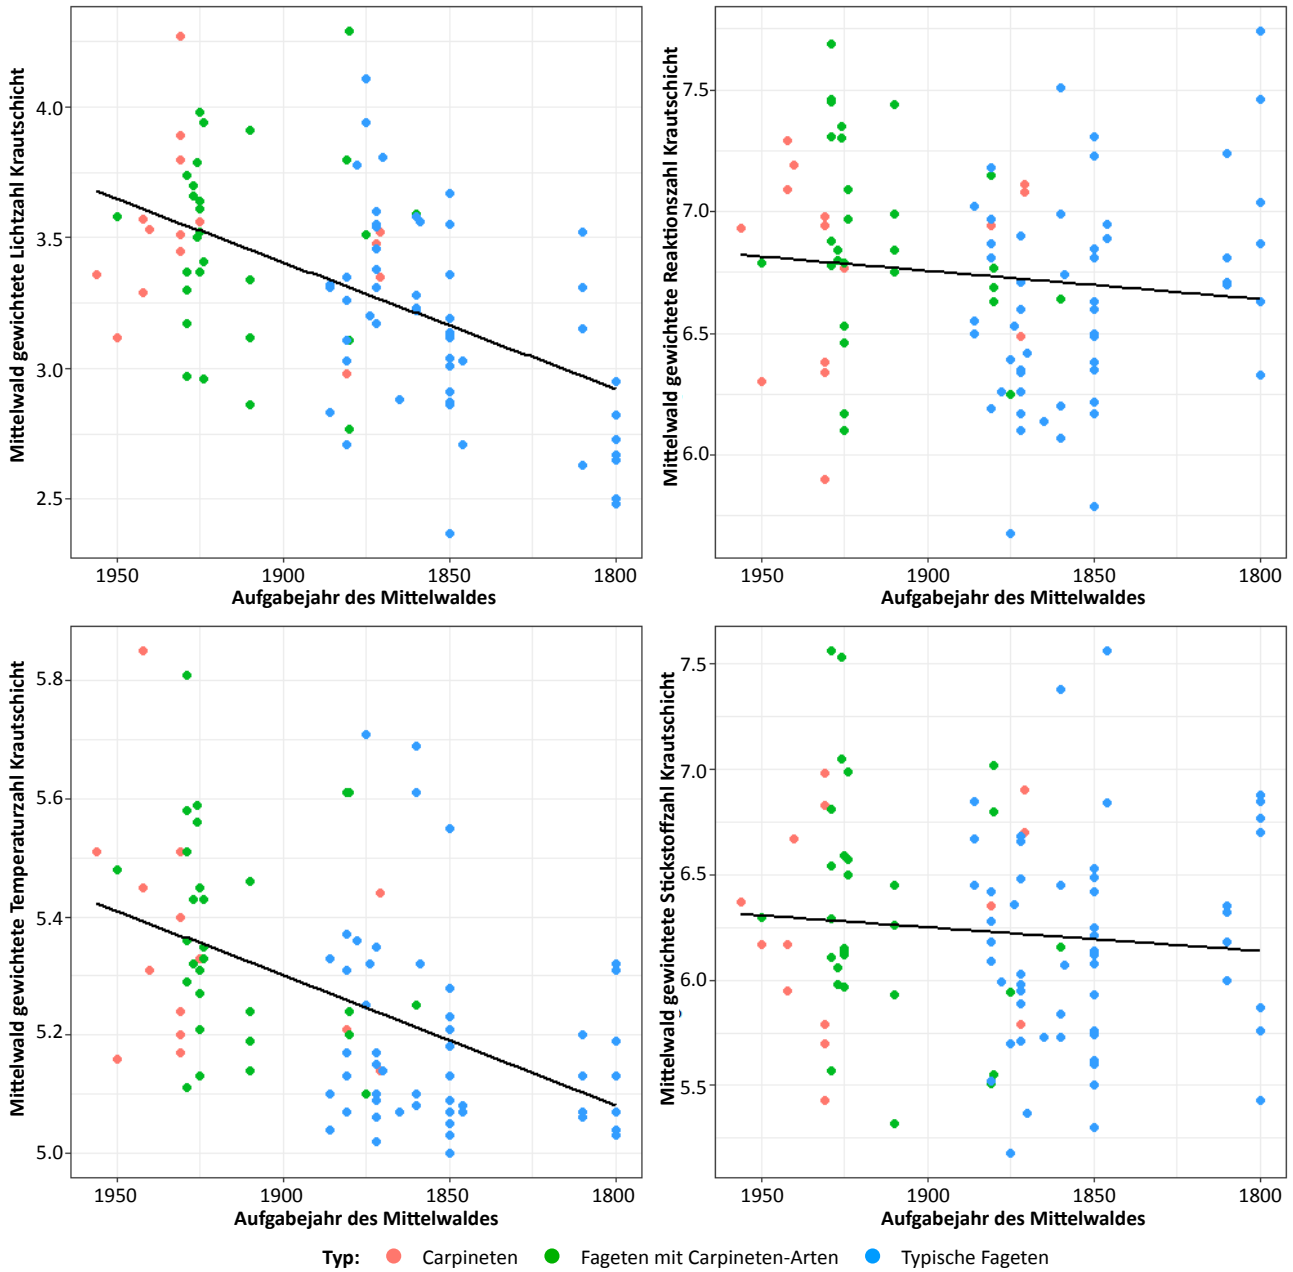 Mittelwald gewichtete Lichtzahl Krautschicht
4.0
3.5
3.0
2.5
1950 1900 1850 1800
Aufgabejahr des Mittelwaldes
Mittelwald gewichtete Reaktionszahl Krautschicht
7.5
7.0
6.5
6.0
1950 1900 1850 1800
Aufgabejahr des Mittelwaldes
Mittelwald gewichtete Temperaturzahl Krautschicht
5.8
5.6
5.4
5.2
5.0
1950 1900 1850 1800
Aufgabejahr des Mittelwaldes
Mittelwald gewichtete Stickstoffzahl Krautschicht
7.5
7.0
6.5
6.0
5.5
1950 1900 1850 1800
Aufgabejahr des Mittelwaldes
Typ: Carpineten Fageten mit Carpineten-Arten Typische Fageten